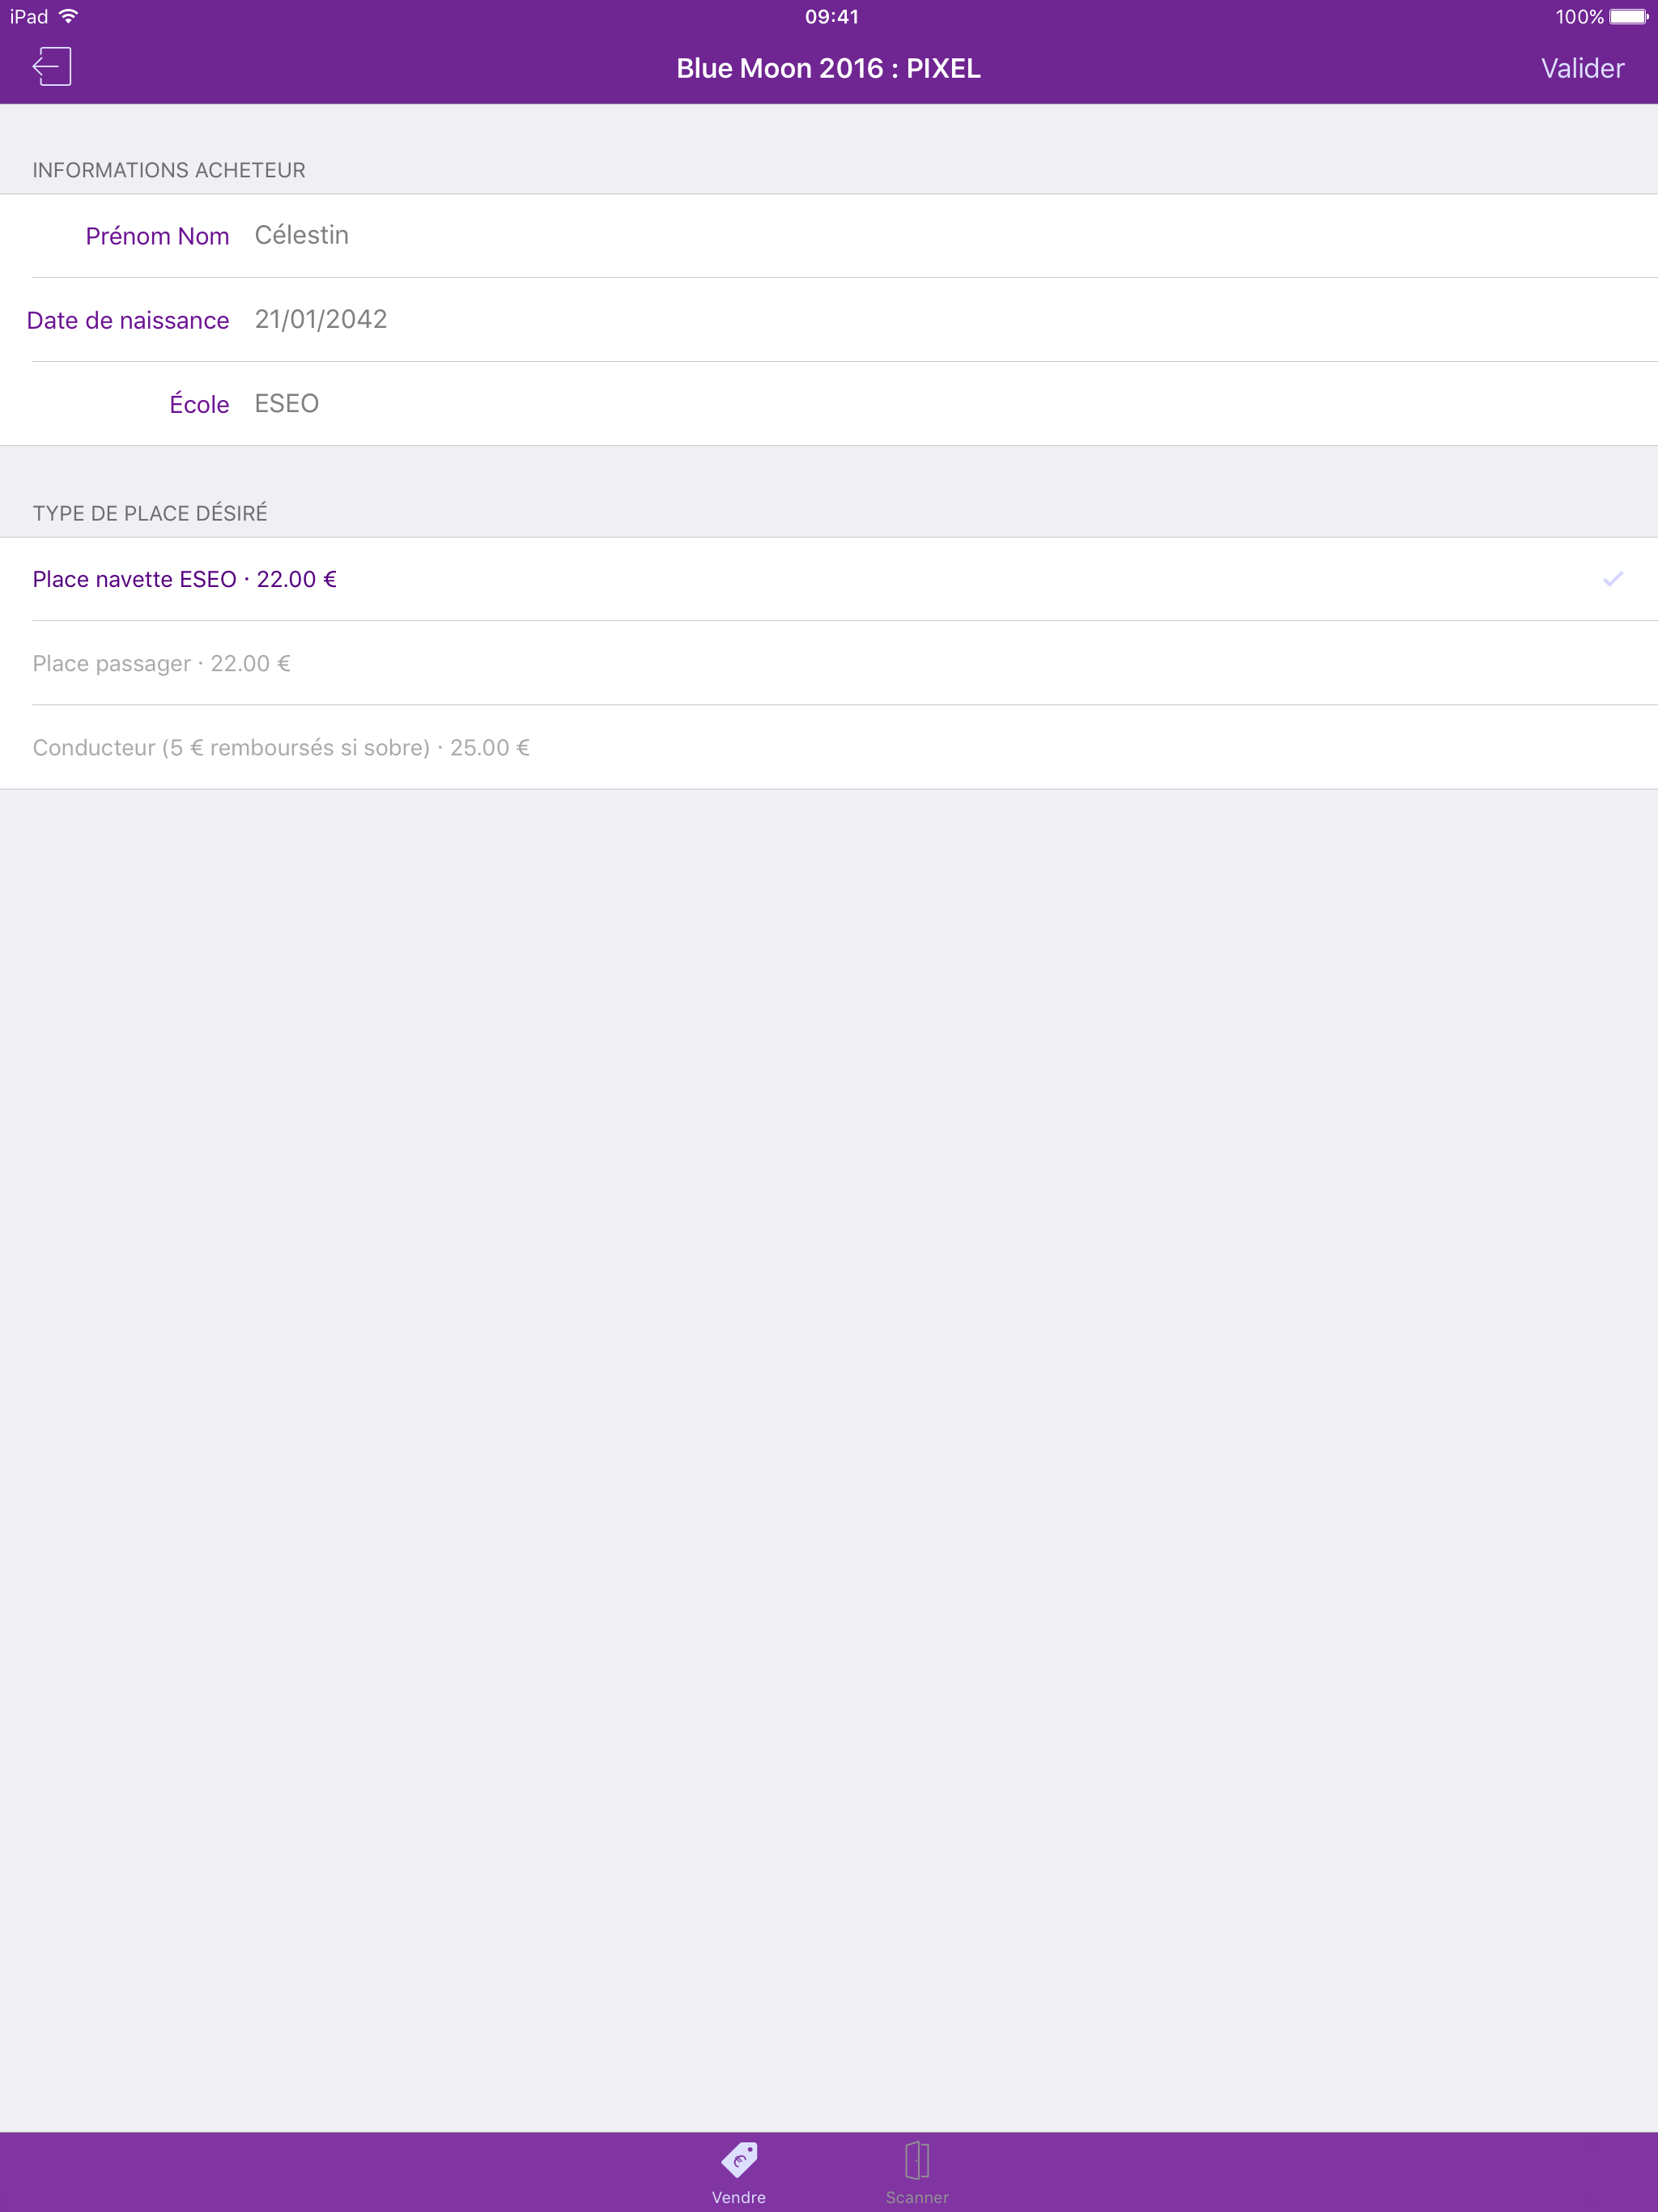 iPad 09:41 100%
Blue Moon 2016 : PIXEL Valider
INFORMATIONS ACHETEUR
Prénom Nom Célestin
Date de naissance 21/01/2042
École ESEO
TYPE DE PLACE DÉSIRÉ
Place navette ESEO · 22.00 €
Place passager · 22.00 €
Conducteur (5 € remboursés si sobre) · 25.00 €
Vendre Scanner